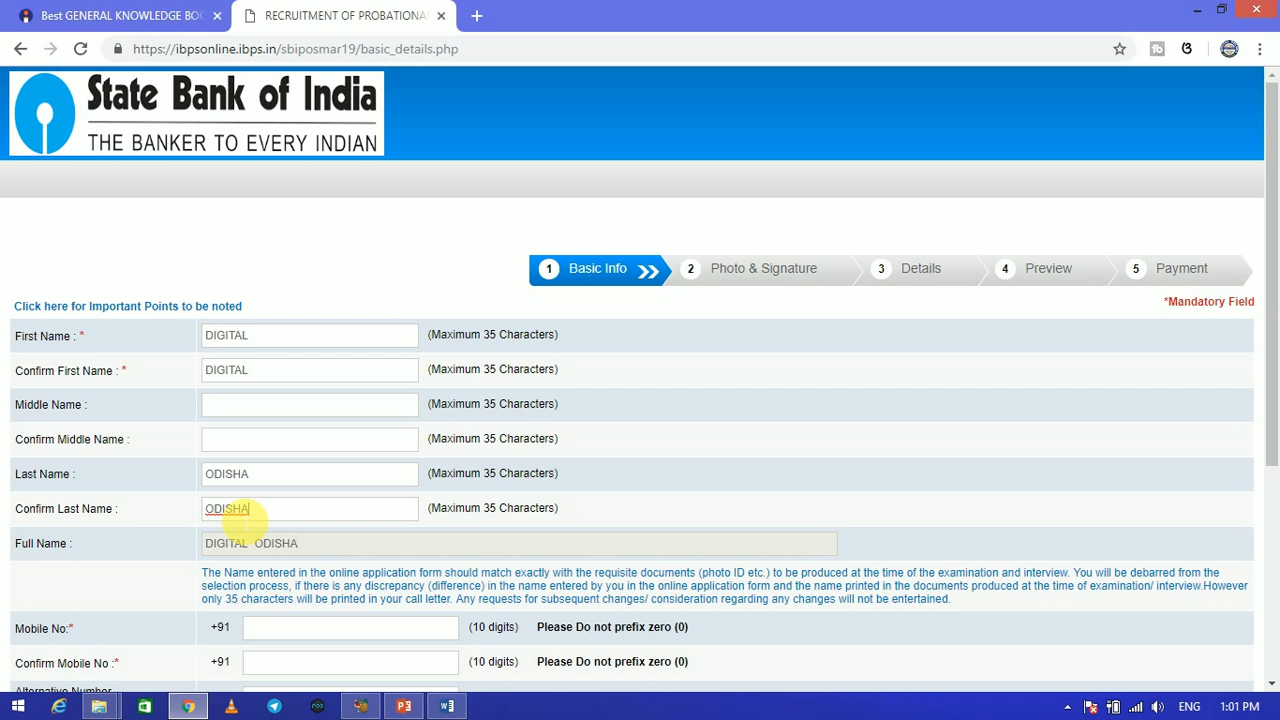 Best GENERAL KNOWLEDGE BOO
RECRUITMENT OF PROBATIONA
https://ibpsonline.ibps.in/sbiposmar19/basic_details.php
State Bank of India
THE BANKER TO EVERY INDIAN
1 Basic Info
2 Photo & Signature
3 Details
4 Preview
5 Payment
Click here for Important Points to be noted
*Mandatory Field
First Name : * DIGITAL (Maximum 35 Characters)
Confirm First Name : * DIGITAL (Maximum 35 Characters)
Middle Name : (Maximum 35 Characters)
Confirm Middle Name : (Maximum 35 Characters)
Last Name : ODISHA (Maximum 35 Characters)
Confirm Last Name : ODISHA (Maximum 35 Characters)
Full Name : DIGITAL ODISHA
The Name entered in the online application form should match exactly with the requisite documents (photo ID etc.) to be produced at the time of the examination and interview. You will be debarred from the
selection process, if there is any discrepancy (difference) in the name entered by you in the online application form and the name printed in the documents produced at the time of examination/ interview.However
only 35 characters will be printed in your call letter. Any requests for subsequent changes/ consideration regarding any changes will not be entertained.
Mobile No:* +91 (10 digits) Please Do not prefix zero (0)
Confirm Mobile No :* +91 (10 digits) Please Do not prefix zero (0)
Alternative Number
ENG 1:01 PM